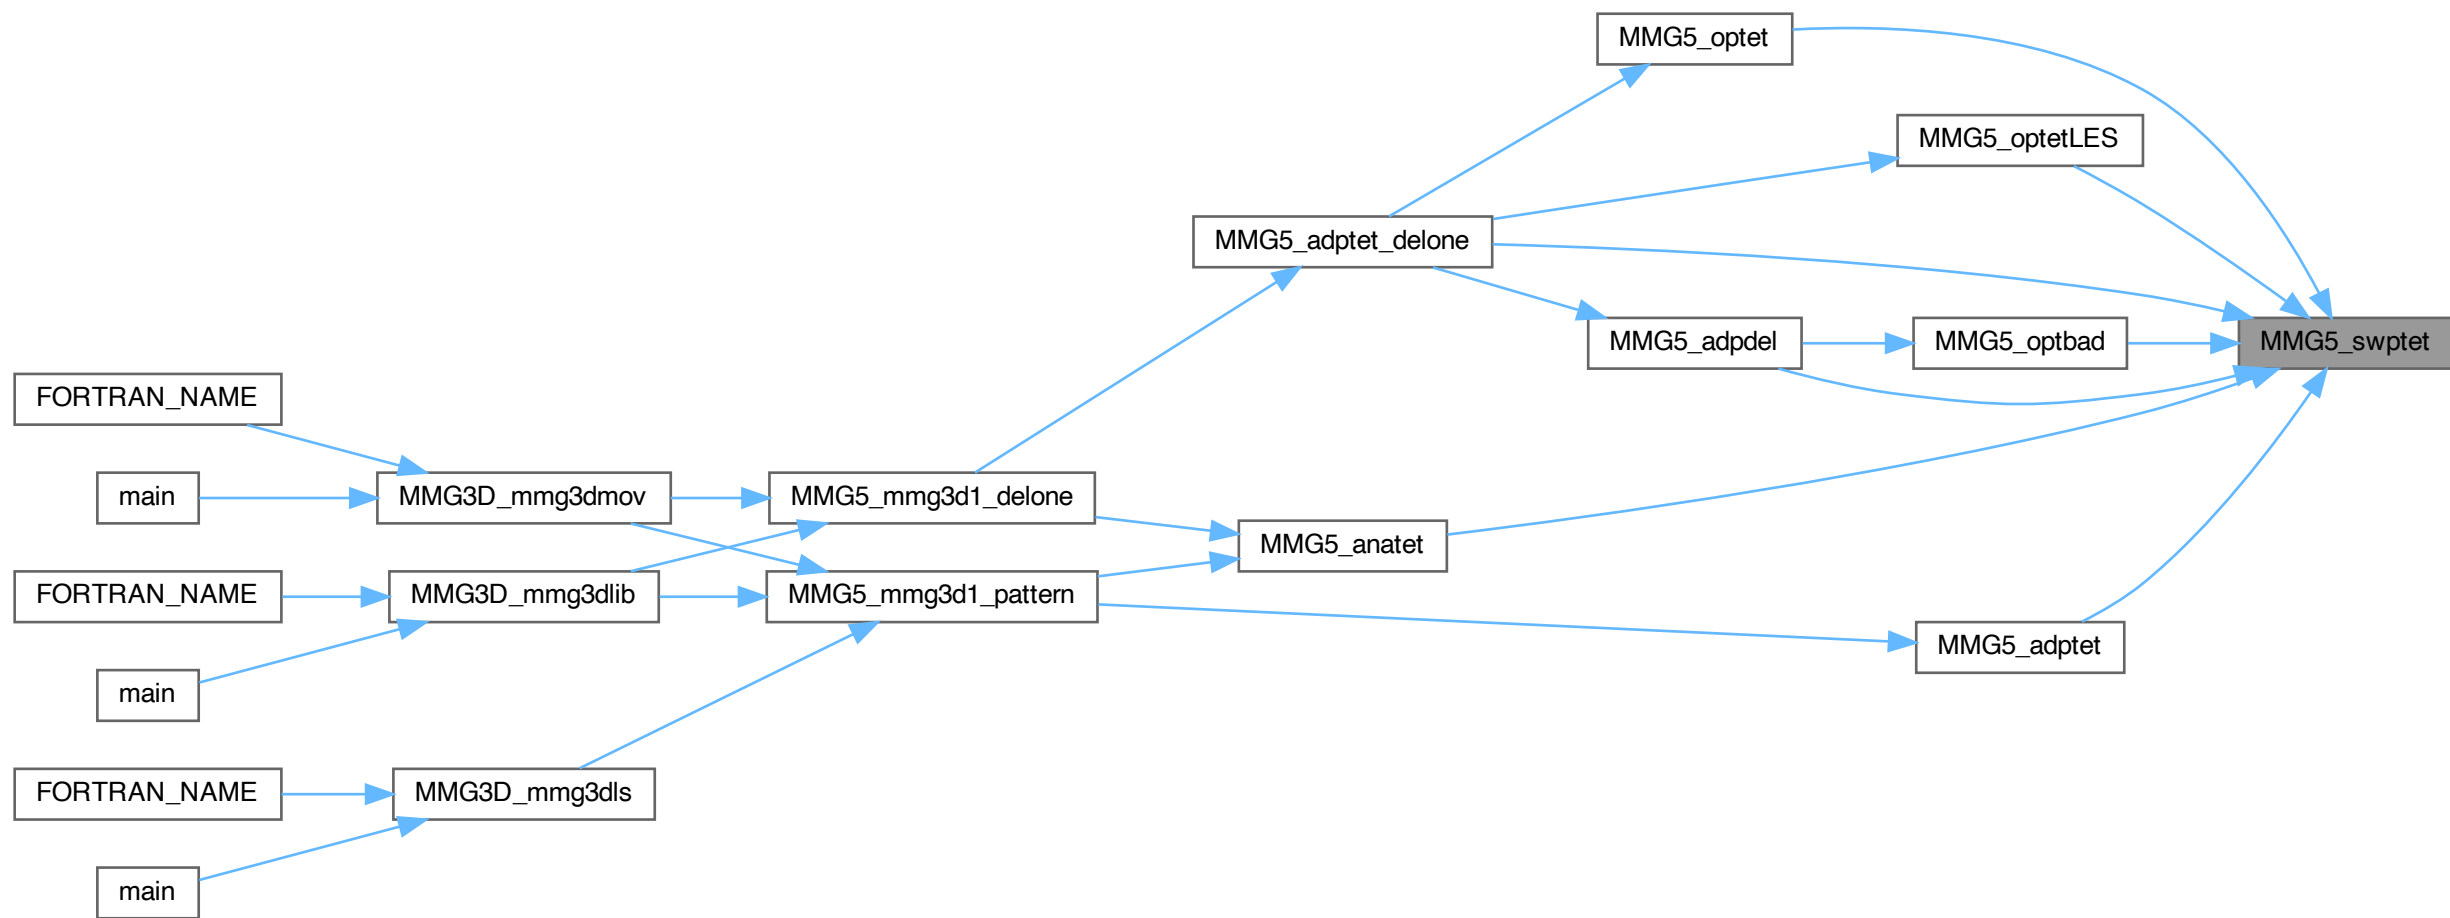 MMG5_optet
MMG5_optetLES
MMG5_adptet_delone
MMG5_adpdel
MMG5_optbad
MMG5_swptet
FORTRAN_NAME
main
MMG3D_mmg3dmov
MMG5_mmg3d1_delone
MMG5_anatet
FORTRAN_NAME
MMG3D_mmg3dlib
MMG5_mmg3d1_pattern
MMG5_adptet
main
FORTRAN_NAME
MMG3D_mmg3dls
main